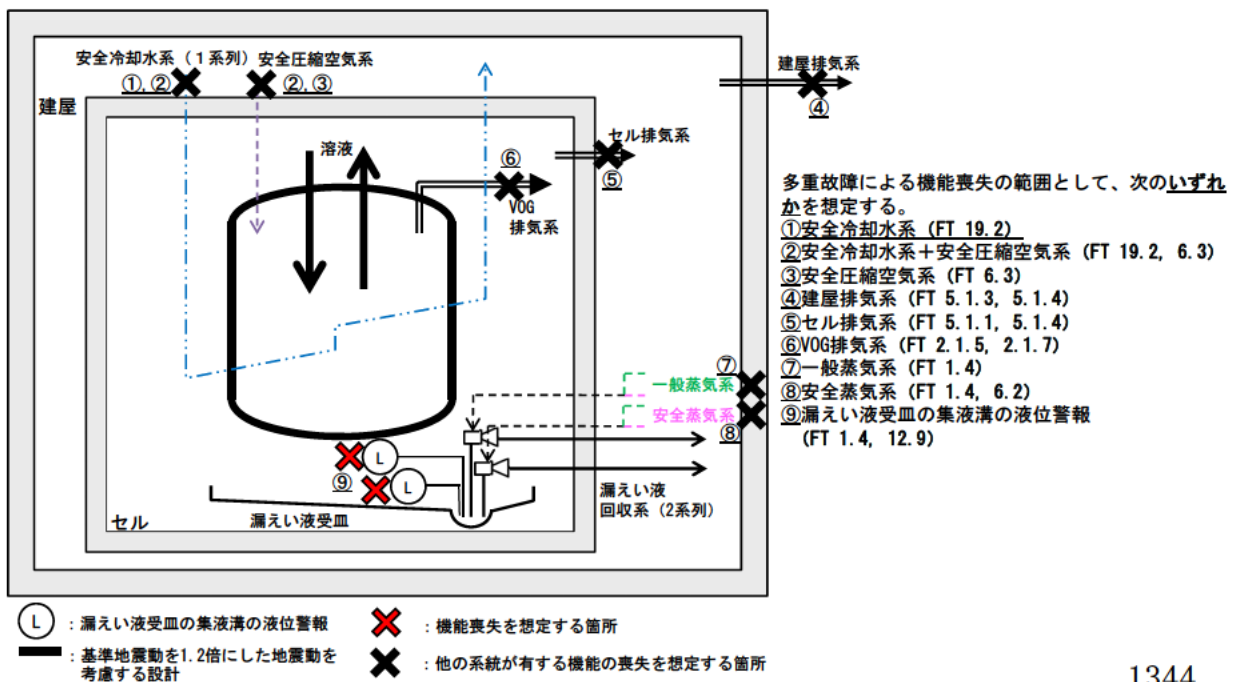 安全冷却水系（１系列）
安全圧縮空気系
①,②
②,③
建屋
建屋排気系
④
溶液
セル排気系
⑤
⑥
VOG
排気系
多重故障による機能喪失の範囲として、次のいずれ
かを想定する。
①安全冷却水系 (FT 19.2)
②安全冷却水系＋安全圧縮空気系 (FT 19.2, 6.3)
③安全圧縮空気系 (FT 6.3)
④建屋排気系 (FT 5.1.3, 5.1.4)
⑤セル排気系 (FT 5.1.1, 5.1.4)
⑥VOG排気系 (FT 2.1.5, 2.1.7)
⑦一般蒸気系 (FT 1.4)
⑧安全蒸気系 (FT 1.4, 6.2)
⑨漏えい液受皿の集液溝の液位警報
(FT 1.4, 12.9)
⑦
一般蒸気系
安全蒸気系
⑧
L
L
⑨
漏えい液
回収系（2系列）
漏えい液受皿
セル
L
：漏えい液受皿の集液溝の液位警報
：機能喪失を想定する箇所
：基準地震動を1.2倍にした地震動を
考慮する設計
：他の系統が有する機能の喪失を想定する箇所
1344